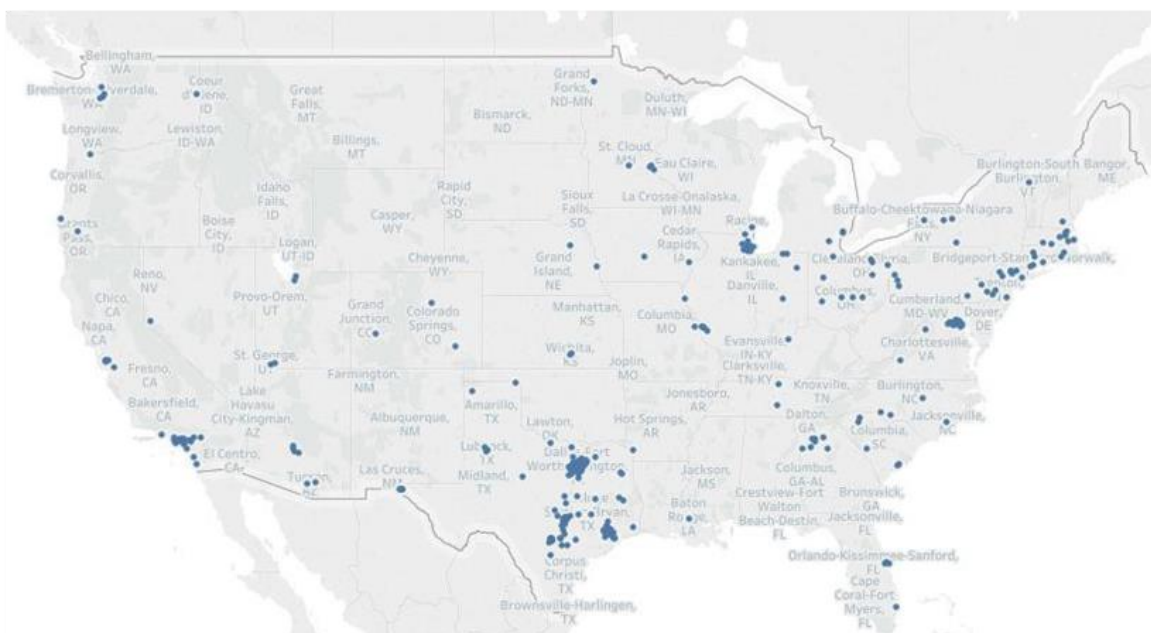 Bellingham,
WA
Bremerton-
WA
Coeur
d'Alene,
ID
Great
Falls,
MT
Grand
Forks,
ND-MN
Duluth,
MN-WI
Longview,
WA
Lewiston,
ID-WA
Bismarck,
ND
Billings,
MT
St. Cloud,
MN
Eau Claire,
WI
Burlington-South
Burlington,
VT
Bangor,
ME
Corvallis,
OR
Idaho
Falls,
ID
Rapid
City,
SD
Sioux
Falls,
SD
La Crosse-Onalaska,
WI-MN
Buffalo-Cheektowaga-Niagara
Falls,
NY
Grants
Pass,
OR
Boise
City,
ID
Casper,
WY
Racine,
Logan,
UT-ID
Cheyenne,
WY
Grand
Island,
NE
Cedar
Rapids,
IA
Kankakee,
IL
Bridgeport-Stamford-Norwalk,
Reno,
NV
Chico,
CA
Provo-Orem,
UT
Grand
Junction,
CO
Colorado
Springs,
CO
Manhattan,
KS
Danville,
IL
Columbus,
OH
Cumberland,
MD-WV
Dover,
DE
Napa,
CA
Columbia,
MO
Charlottesville,
VA
Fresno,
CA
St. George,
UT
Farmington,
NM
Wichita,
KS
Joplin,
MO
Evansville,
IN-KY
Clarksville,
TN-KY
Bakersfield,
CA
Lake
Havasu
City-Kingman,
AZ
Albuquerque,
NM
Amarillo,
TX
Lawton,
OK
Hot Springs,
AR
Jonesboro,
AR
Knoxville,
TN
Burlington,
NC
Dalton,
GA
Columbia,
SC
Jacksonville,
NC
El Centro,
CA
Las Cruces,
NM
Lubbock,
TX
Midland,
TX
Jackson,
MS
Columbus,
GA-AL
Brunswick,
GA
Baton
Rouge,
LA
Crestview-Fort
Walton
Beach-Destin,
FL
Jacksonville,
FL
Orlando-Kissimmee-Sanford,
FL
Corpus
Christi,
TX
Cape
Coral-Fort
Myers,
FL
Brownsville-Harlingen,
TX